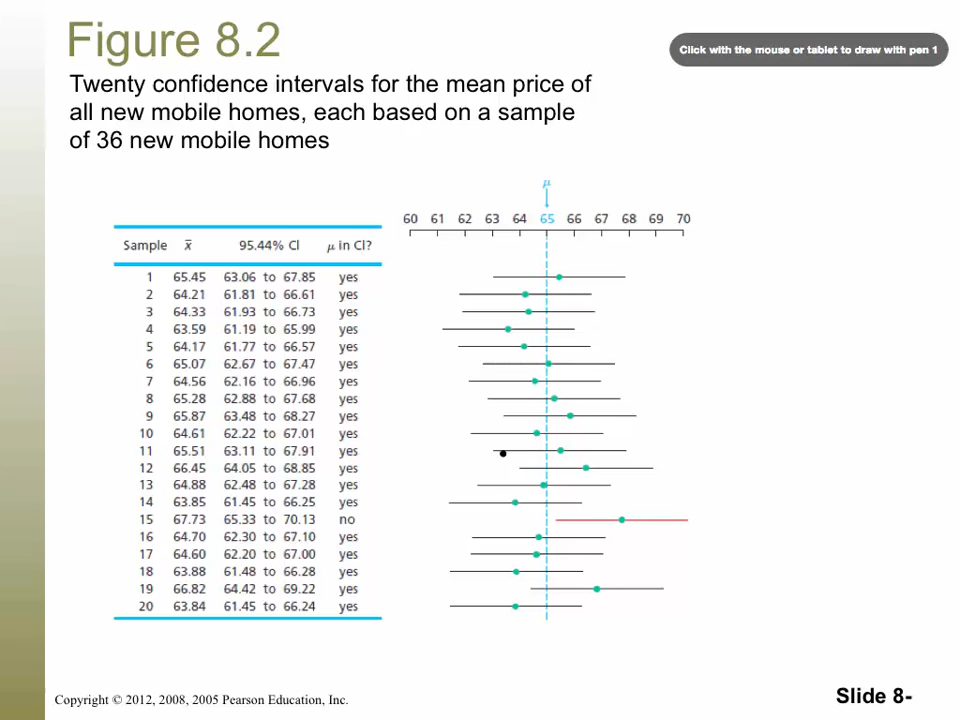 Figure 8.2
Click with the mouse or tablet to draw with pen 1
Twenty confidence intervals for the mean price of
all new mobile homes, each based on a sample
of 36 new mobile homes
μ
60 61 62 63 64 65 66 67 68 69 70
Sample x̄ 95.44% CI μ in CI?
1 65.45 63.06 to 67.85 yes
2 64.21 61.81 to 66.61 yes
3 64.33 61.93 to 66.73 yes
4 63.59 61.19 to 65.99 yes
5 64.17 61.77 to 66.57 yes
6 65.07 62.67 to 67.47 yes
7 64.56 62.16 to 66.96 yes
8 65.28 62.88 to 67.68 yes
9 65.87 63.48 to 68.27 yes
10 64.61 62.22 to 67.01 yes
11 65.51 63.11 to 67.91 yes
12 66.45 64.05 to 68.85 yes
13 64.88 62.48 to 67.28 yes
14 63.85 61.45 to 66.25 yes
15 67.73 65.33 to 70.13 no
16 64.70 62.30 to 67.10 yes
17 64.60 62.20 to 67.00 yes
18 63.88 61.48 to 66.28 yes
19 66.82 64.42 to 69.22 yes
20 63.84 61.45 to 66.24 yes
Copyright © 2012, 2008, 2005 Pearson Education, Inc.
Slide 8-